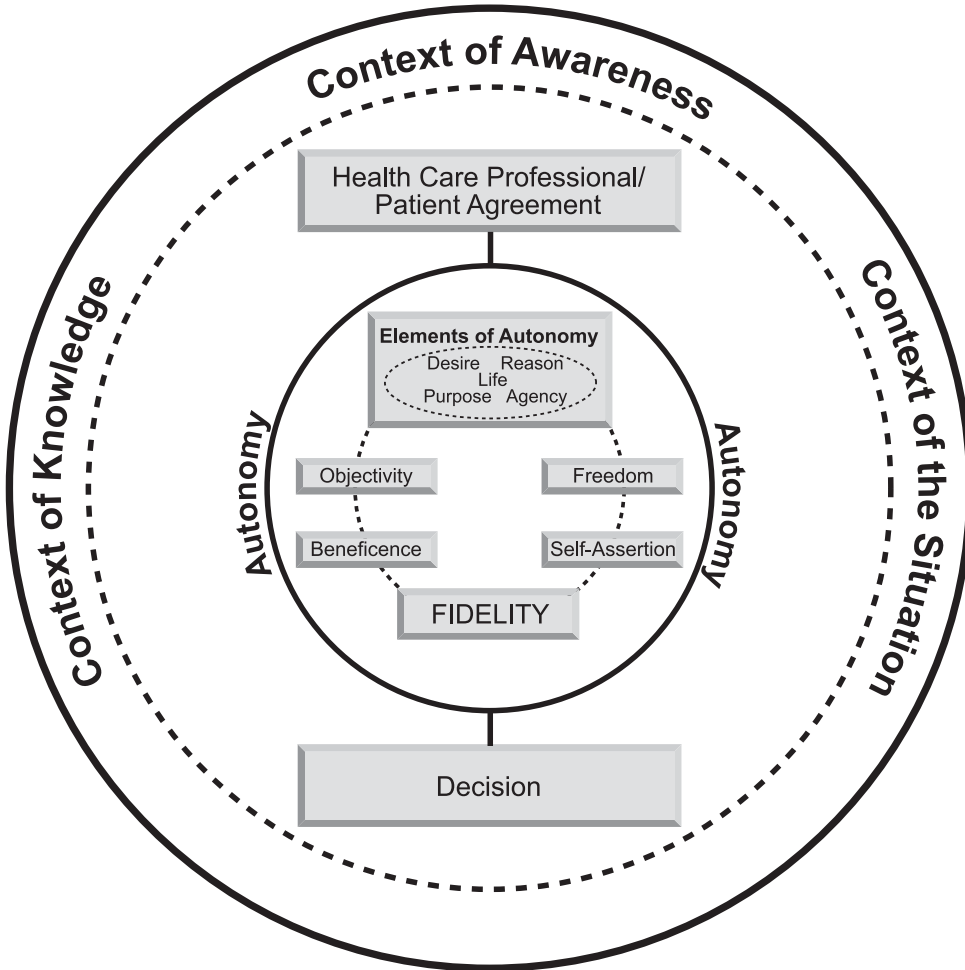 Context of Awareness
Context of Knowledge
Context of the Situation
Health Care Professional/
Patient Agreement
Autonomy
Autonomy
Elements of Autonomy
Desire Reason
Life
Purpose Agency
Objectivity
Freedom
Beneficence
Self-Assertion
FIDELITY
Decision